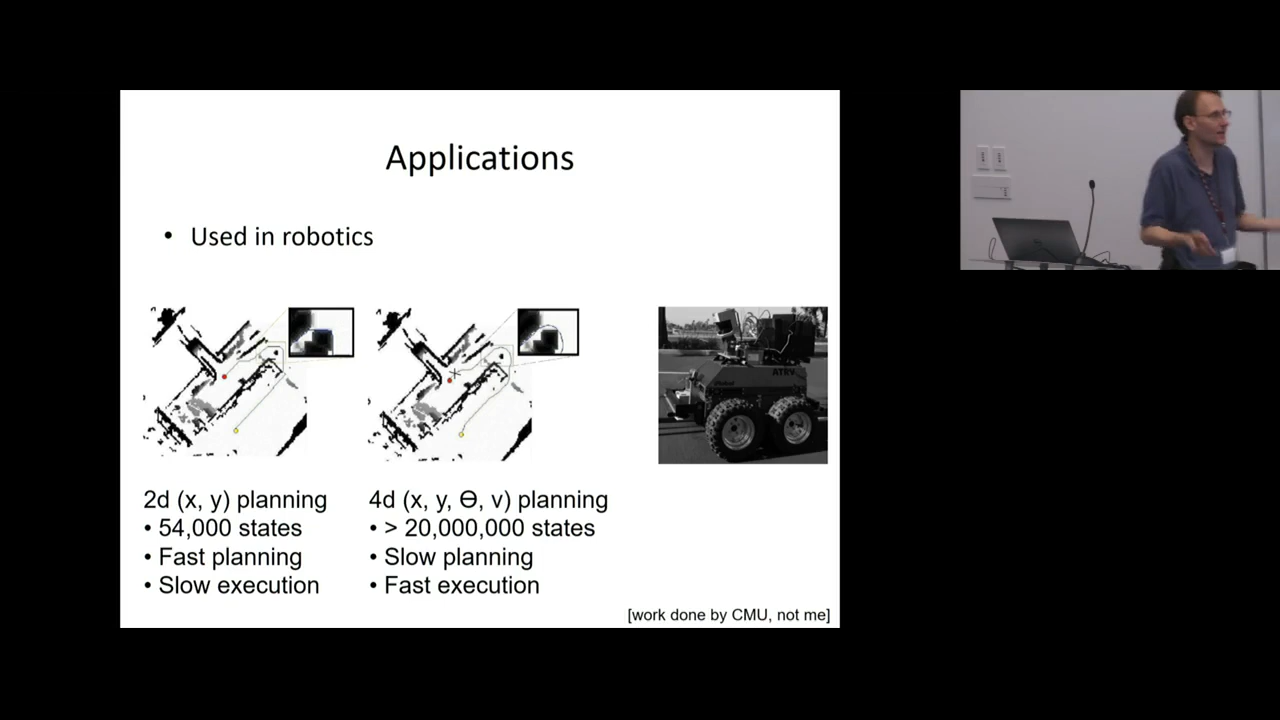 Applications
• Used in robotics
ATRV
2d (x, y) planning
• 54,000 states
• Fast planning
• Slow execution
4d (x, y, Ө, v) planning
• > 20,000,000 states
• Slow planning
• Fast execution
[work done by CMU, not me]